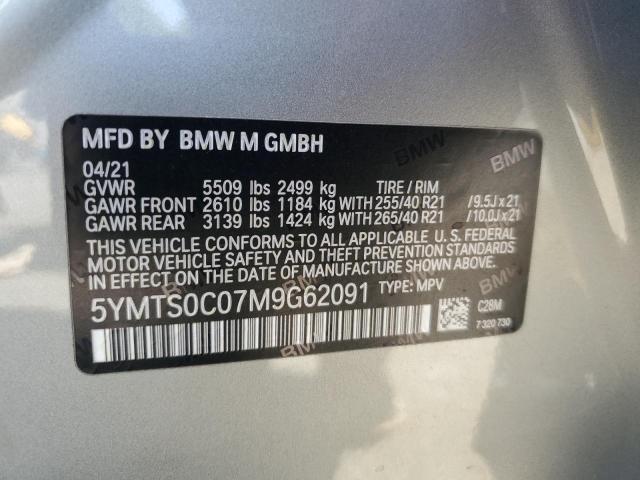 MFD BY BMW M GMBH
04/21
GVWR 5509 lbs 2499 kg TIRE / RIM
GAWR FRONT 2610 lbs 1184 kg WITH 255/40 R21 /9.5J x 21
GAWR REAR 3139 lbs 1424 kg WITH 265/40 R21 /10.0J x 21
THIS VEHICLE CONFORMS TO ALL APPLICABLE U. S. FEDERAL
MOTOR VEHICLE SAFETY AND THEFT PREVENTION STANDARDS
IN EFFECT ON THE DATE OF MANUFACTURE SHOWN ABOVE.
5YMTS0C07M9G62091 TYPE: MPV
C28M
7 320 730